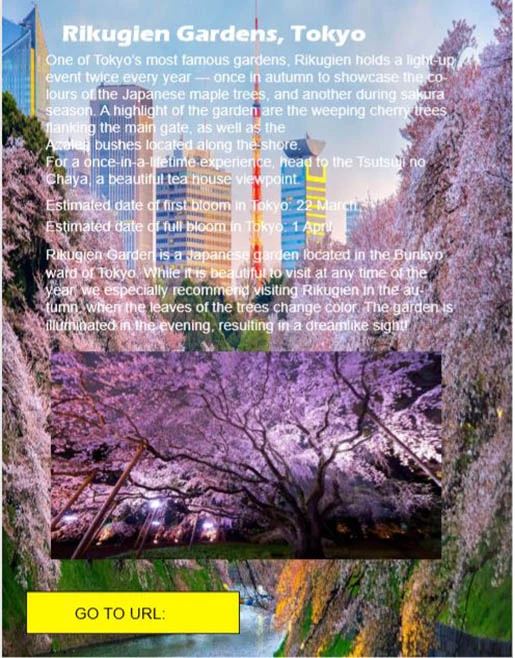 Rikugien Gardens, Tokyo
One of Tokyo's most famous gardens, Rikugien holds a light-up
event twice every year — once in autumn to showcase the co-
lours of the Japanese maple trees, and another during sakura
season. A highlight of the garden are the weeping cherry trees
flanking the main gate, as well as the
Azalea bushes located along the shore.
For a once-in-a-lifetime experience, head to the Tsutsuji no
Chaya, a beautiful tea house viewpoint.
Estimated date of first bloom in Tokyo: 22 March.
Estimated date of full bloom in Tokyo: 1 April.
Rikugien Garden is a Japanese garden located in the Bunkyo
ward of Tokyo. While it is beautiful to visit at any time of the
year, we especially recommend visiting Rikugien in the au-
tumn, when the leaves of the trees change color. The garden is
illuminated in the evening, resulting in a dreamlike sight!
GO TO URL: